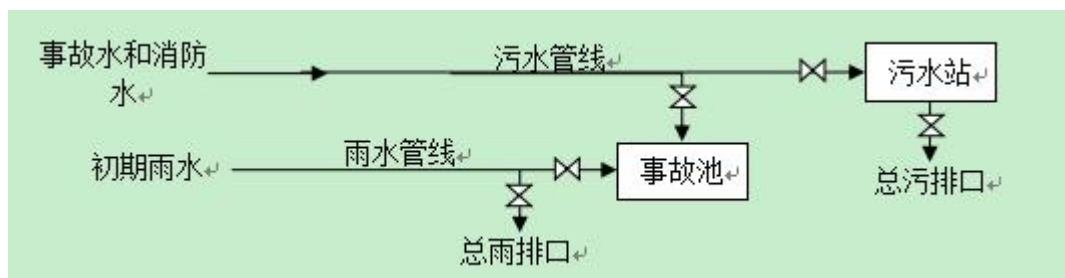 事故水和消防
水
污水管线
污水站
初期雨水
雨水管线
事故池
总污排口
总雨排口